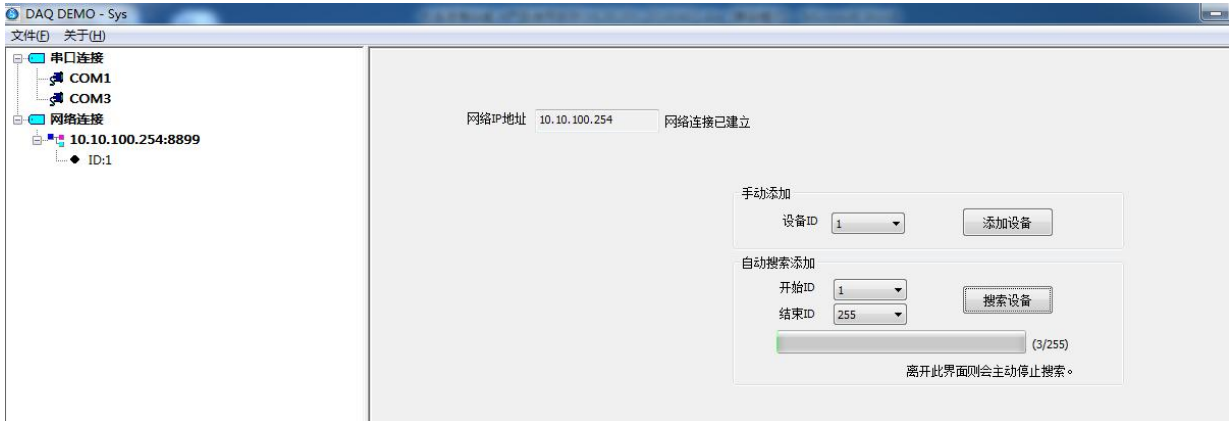 DAQ DEMO - Sys
文件(F) 关于(H)
串口连接
COM1
COM3
网络连接
10.10.100.254:8899
ID:1
网络IP地址 10.10.100.254 网络连接已建立
手动添加
设备ID 1 添加设备
自动搜索添加
开始ID 1
搜索设备
结束ID 255
(3/255)
离开此界面则会主动停止搜索。